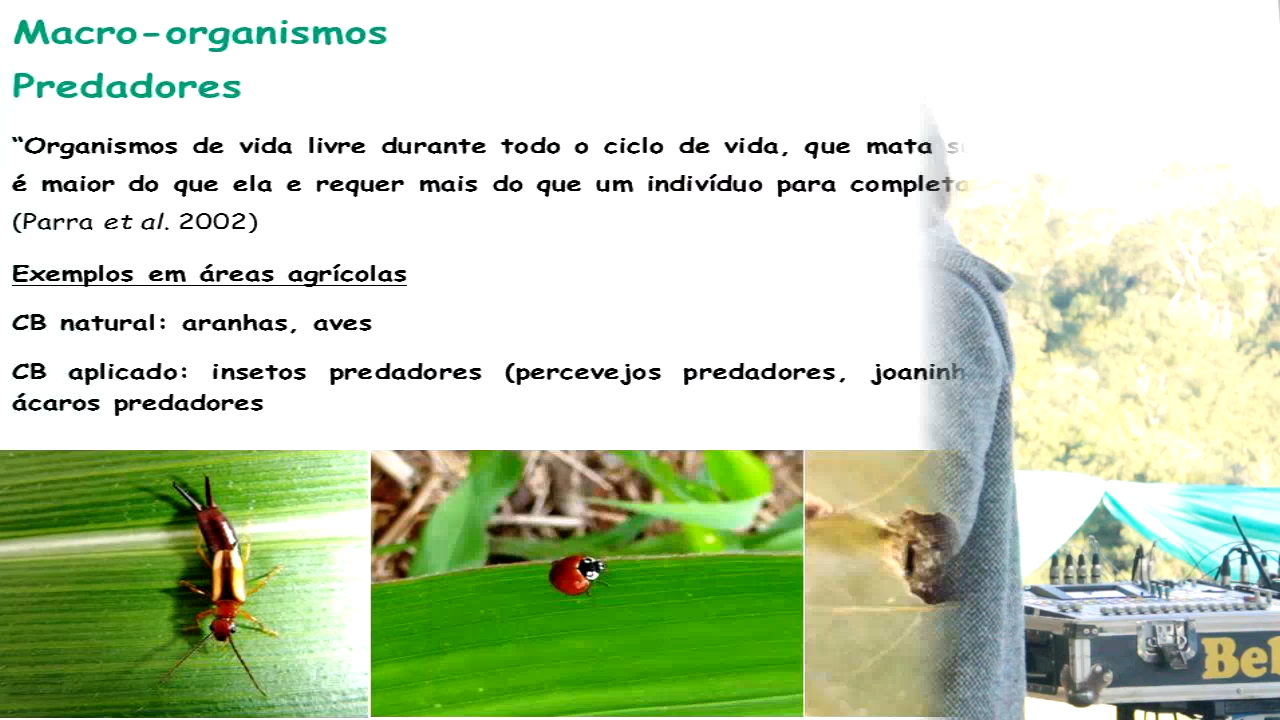 Macro-organismos
Predadores
“Organismos de vida livre durante todo o ciclo de vida, que mata
é maior do que ela e requer mais do que um indivíduo para completa
(Parra et al. 2002)
Exemplos em áreas agrícolas
CB natural: aranhas, aves
CB aplicado: insetos predadores (percevejos predadores, joaninh
ácaros predadores
Bel